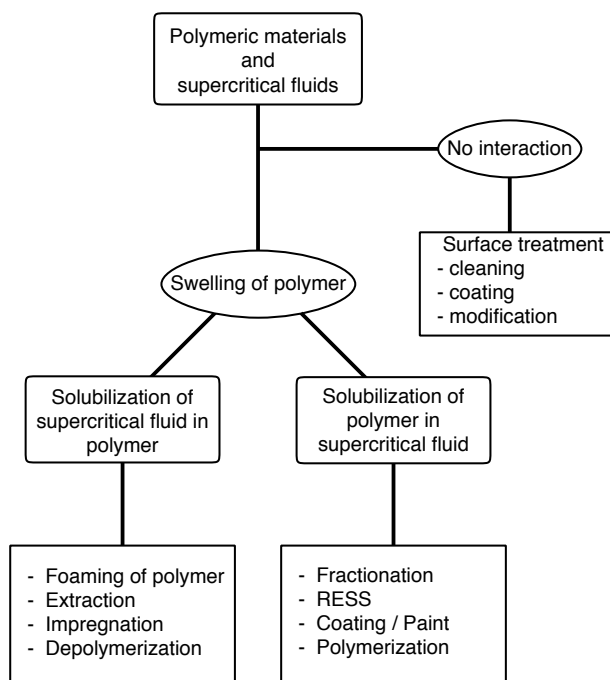 Polymeric materials
and
supercritical fluids
No interaction
Surface treatment
- cleaning
- coating
- modification
Swelling of polymer
Solubilization of
supercritical fluid in
polymer
Solubilization of
polymer in
supercritical fluid
- Foaming of polymer
- Extraction
- Impregnation
- Depolymerization
- Fractionation
- RESS
- Coating / Paint
- Polymerization